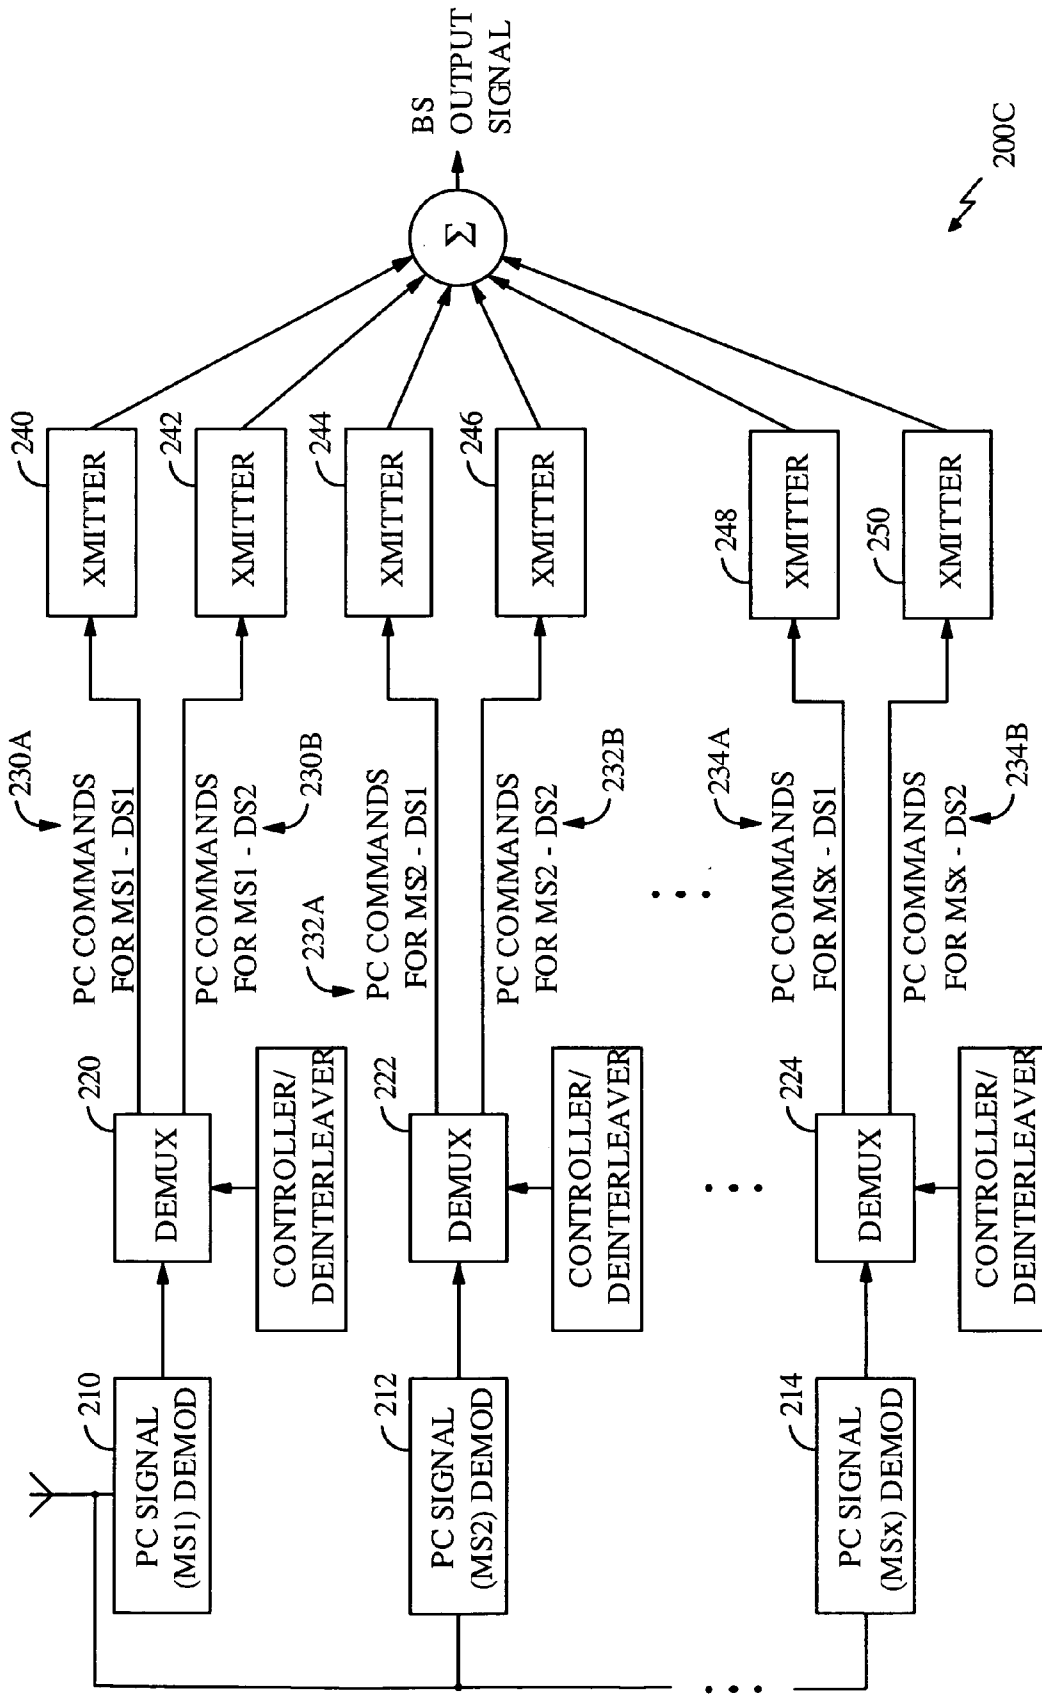 210
PC SIGNAL
(MS1) DEMOD
220
DEMUX
CONTROLLER/
DEINTERLEAVER
230A
PC COMMANDS
FOR MS1 - DS1
PC COMMANDS
FOR MS1 - DS2
230B
240
XMITTER
242
XMITTER
212
PC SIGNAL
(MS2) DEMOD
222
DEMUX
CONTROLLER/
DEINTERLEAVER
232A
PC COMMANDS
FOR MS2 - DS1
PC COMMANDS
FOR MS2 - DS2
232B
244
XMITTER
246
XMITTER
214
PC SIGNAL
(MSx) DEMOD
224
DEMUX
CONTROLLER/
DEINTERLEAVER
234A
PC COMMANDS
FOR MSx - DS1
PC COMMANDS
FOR MSx - DS2
234B
248
XMITTER
250
XMITTER
Σ
BS
OUTPUT
SIGNAL
200C